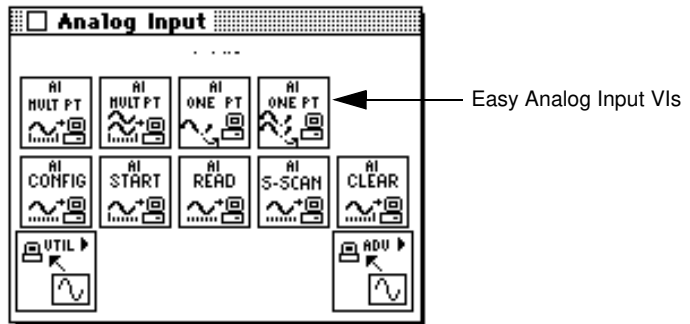 Analog Input
AI MULT PT
AI MULT PT
AI ONE PT
AI ONE PT
Easy Analog Input VIs
AI CONFIG
AI START
AI READ
AI S-SCAN
AI CLEAR
UTIL
ADV